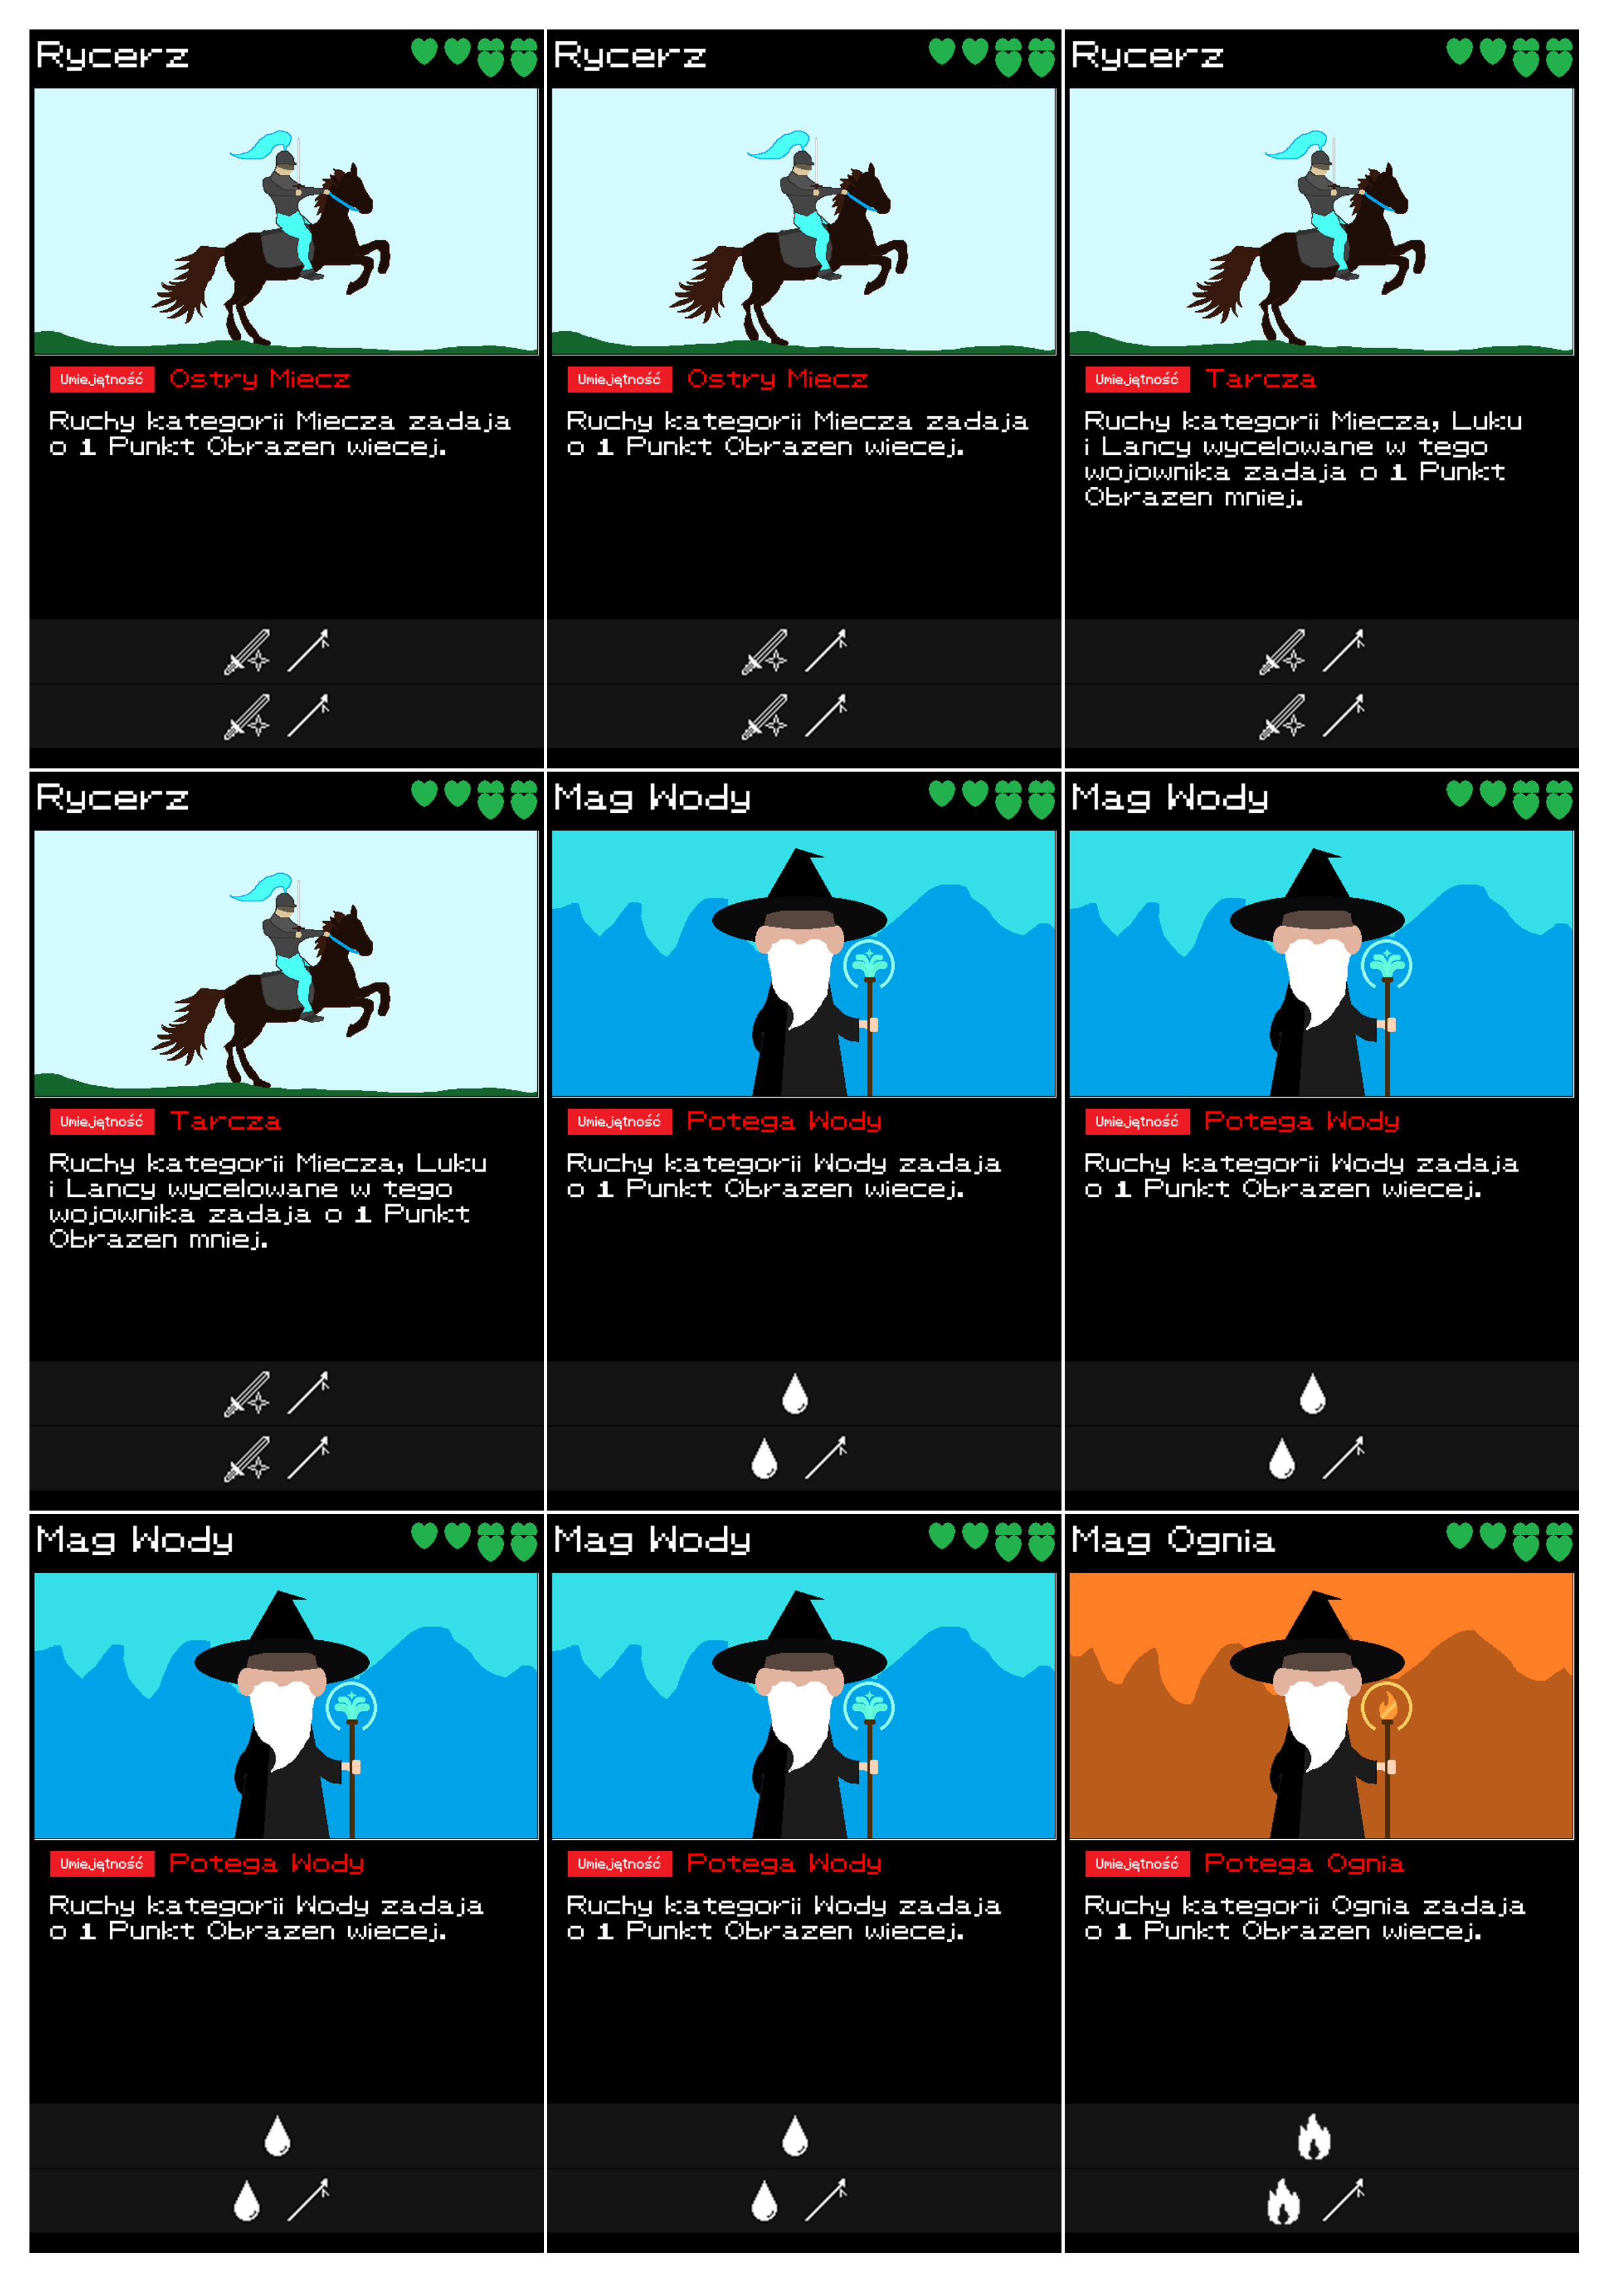 Rycerz
Umiejętność Ostry Miecz
Ruchy kategorii Miecza zadaja
o 1 Punkt Obrazen wiecej.
Rycerz
Umiejętność Ostry Miecz
Ruchy kategorii Miecza zadaja
o 1 Punkt Obrazen wiecej.
Rycerz
Umiejętność Tarcza
Ruchy kategorii Miecza, Luku
i Lancy wycelowane w tego
wojownika zadaja o 1 Punkt
Obrazen mniej.
Rycerz
Umiejętność Tarcza
Ruchy kategorii Miecza, Luku
i Lancy wycelowane w tego
wojownika zadaja o 1 Punkt
Obrazen mniej.
Mag Wody
Umiejętność Potega Wody
Ruchy kategorii Wody zadaja
o 1 Punkt Obrazen wiecej.
Mag Wody
Umiejętność Potega Wody
Ruchy kategorii Wody zadaja
o 1 Punkt Obrazen wiecej.
Mag Wody
Umiejętność Potega Wody
Ruchy kategorii Wody zadaja
o 1 Punkt Obrazen wiecej.
Mag Wody
Umiejętność Potega Wody
Ruchy kategorii Wody zadaja
o 1 Punkt Obrazen wiecej.
Mag Ognia
Umiejętność Potega Ognia
Ruchy kategorii Ognia zadaja
o 1 Punkt Obrazen wiecej.